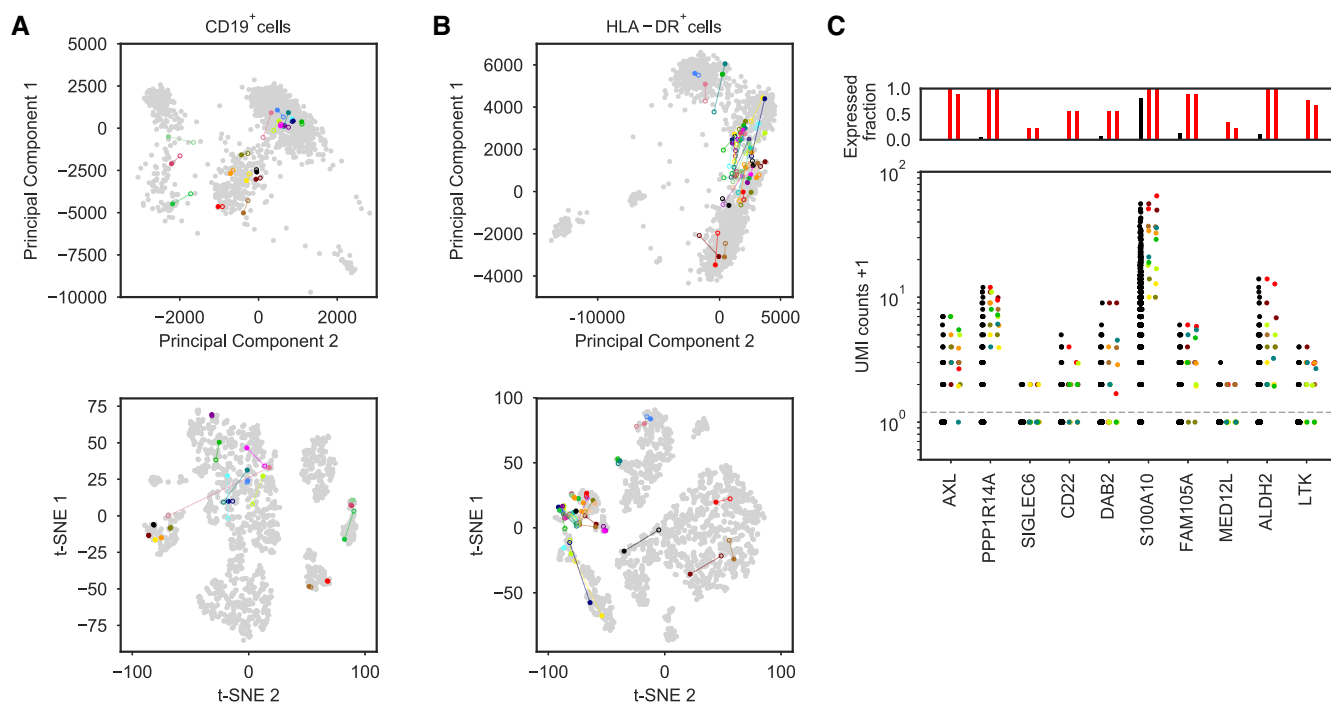 A
CD19+ cells
5000
2500
0
−2500
−5000
−7500
−10000
Principal Component 1
−2000
0
2000
Principal Component 2
75
50
25
0
−25
−50
−75
t-SNE 1
−100
0
100
t-SNE 2
B
HLA−DR+ cells
6000
4000
2000
0
−2000
−4000
Principal Component 1
−10000
0
5000
Principal Component 2
100
50
0
−50
t-SNE 1
−100
0
100
t-SNE 2
C
1.0
0.5
0.0
Expressed
fraction
10²
10¹
10⁰
UMI counts +1
AXL
PPP1R14A
SIGLEC6
CD22
DAB2
S100A10
FAM105A
MED12L
ALDH2
LTK